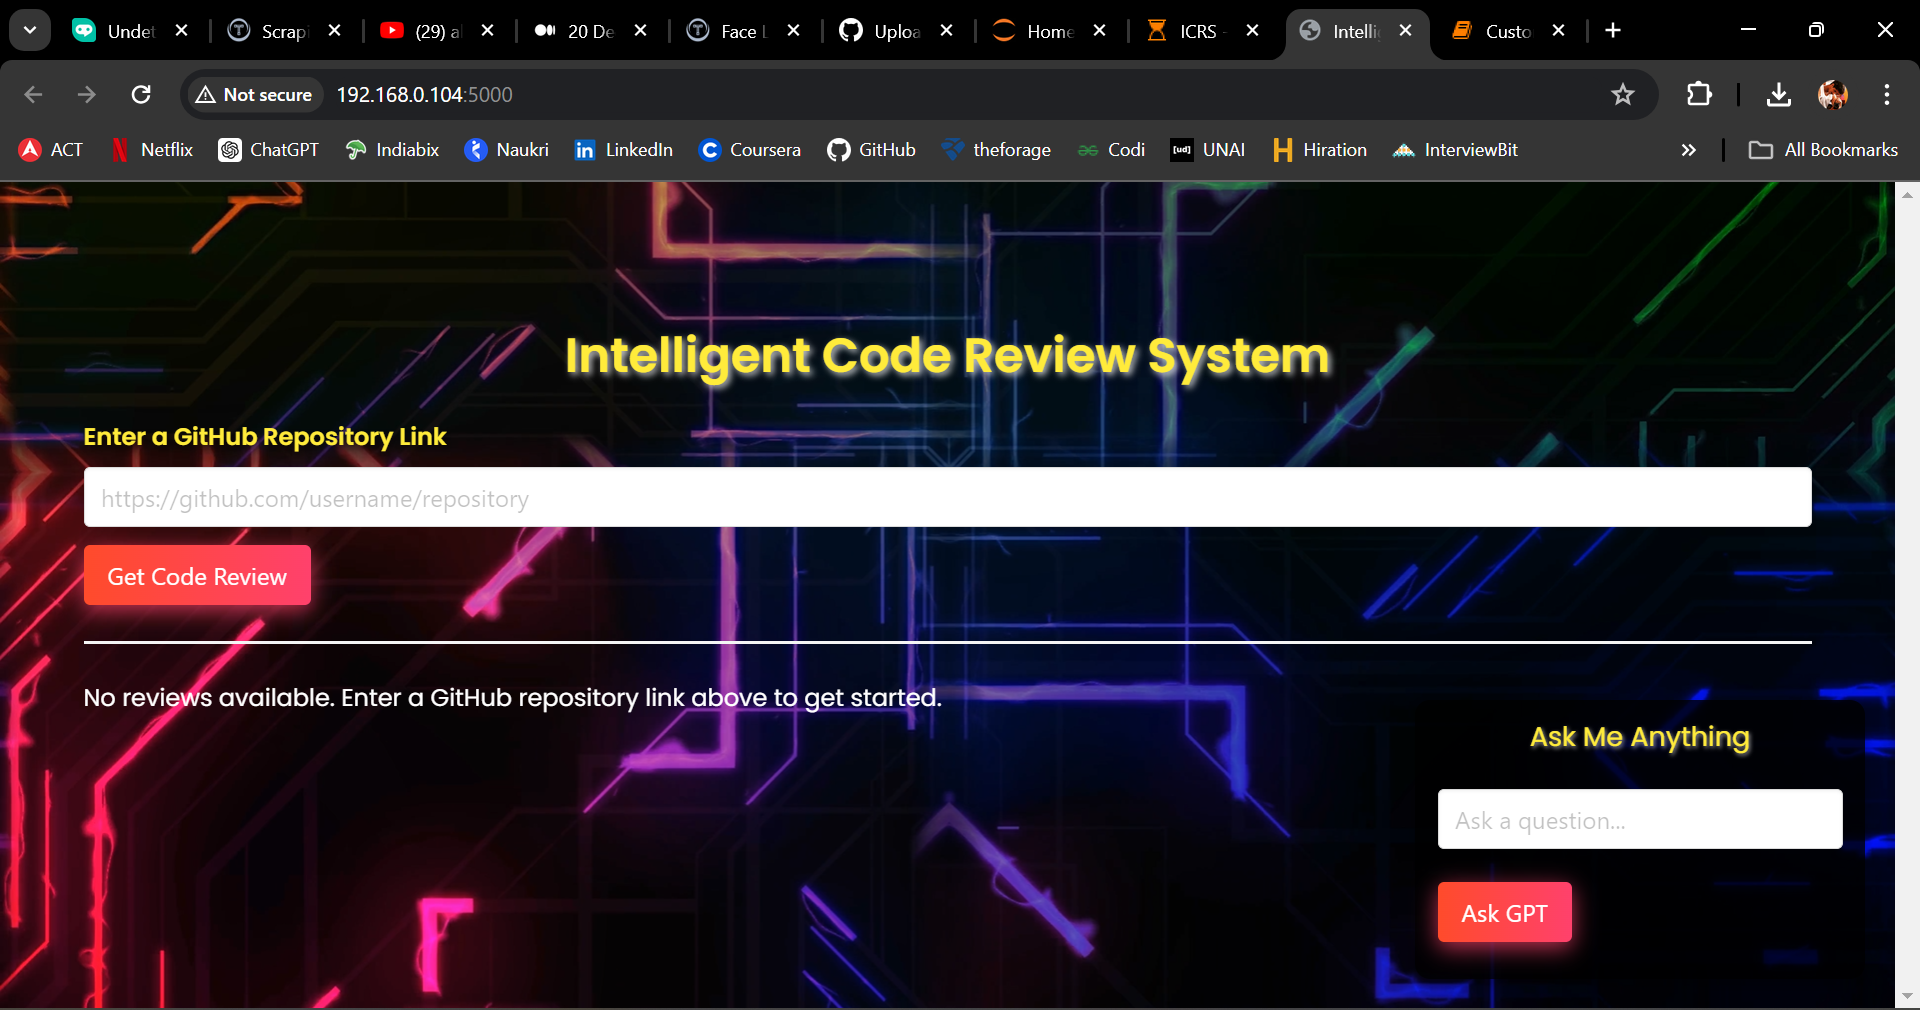 Undet
Scrapi
(29) al
20 De
Face L
Uploa
Home
ICRS -
Intelli
Custo
Not secure
192.168.0.104:5000
ACT
Netflix
ChatGPT
Indiabix
Naukri
LinkedIn
Coursera
GitHub
theforage
Codi
[ud]
UNAI
Hiration
InterviewBit
All Bookmarks
Intelligent Code Review System
Enter a GitHub Repository Link
https://github.com/username/repository
Get Code Review
No reviews available. Enter a GitHub repository link above to get started.
Ask Me Anything
Ask a question...
Ask GPT